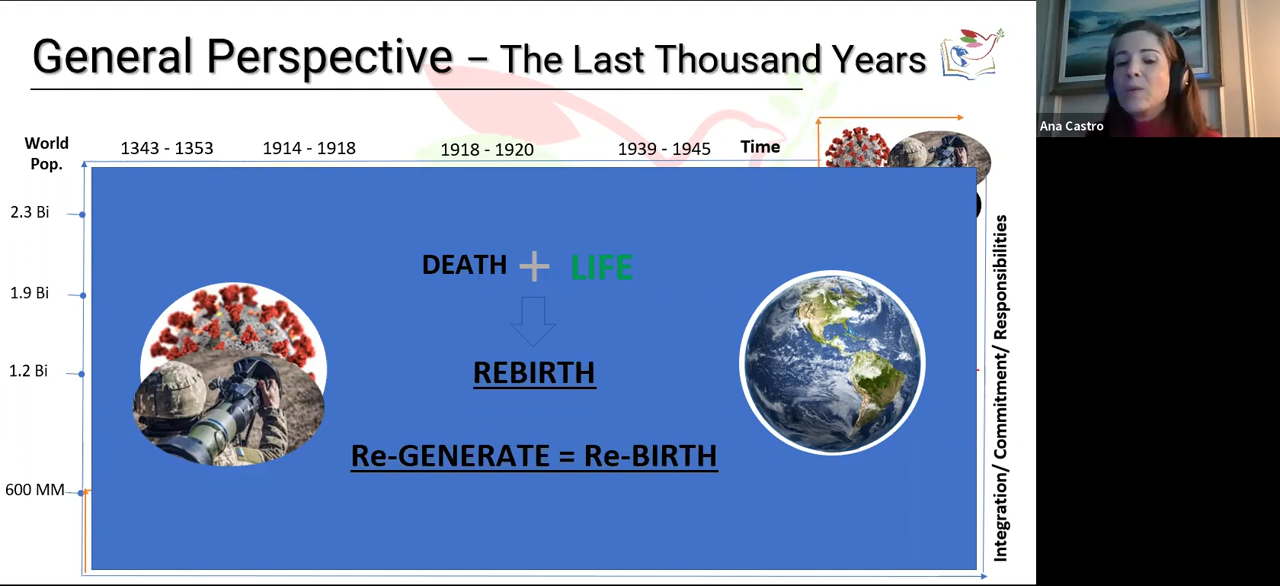 General Perspective – The Last Thousand Years
Ana Castro
World
Pop.
1343 - 1353
1914 - 1918
1918 - 1920
1939 - 1945
Time
2.3 Bi
1.9 Bi
1.2 Bi
600 MM
DEATH + LIFE
REBIRTH
Re-GENERATE = Re-BIRTH
Integration/ Commitment/ Responsibilities